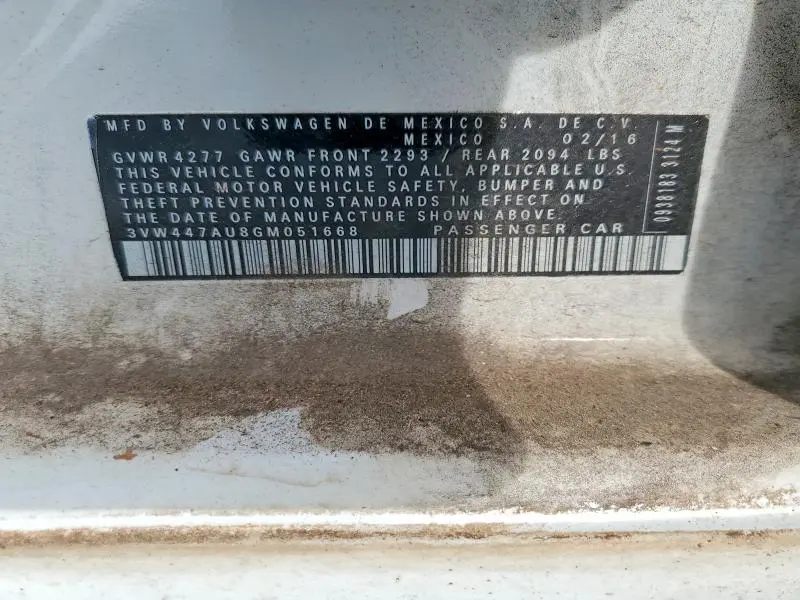 MFD BY VOLKSWAGEN DE MEXICO S.A. DE C.V.
MEXICO 02/16
GVWR 4277 GAWR FRONT 2293 / REAR 2094 LBS
THIS VEHICLE CONFORMS TO ALL APPLICABLE U.S.
FEDERAL MOTOR VEHICLE SAFETY, BUMPER AND
THEFT PREVENTION STANDARDS IN EFFECT ON
THE DATE OF MANUFACTURE SHOWN ABOVE.
3VW447AU8GM051668 PASSENGER CAR
0938183 3124 M